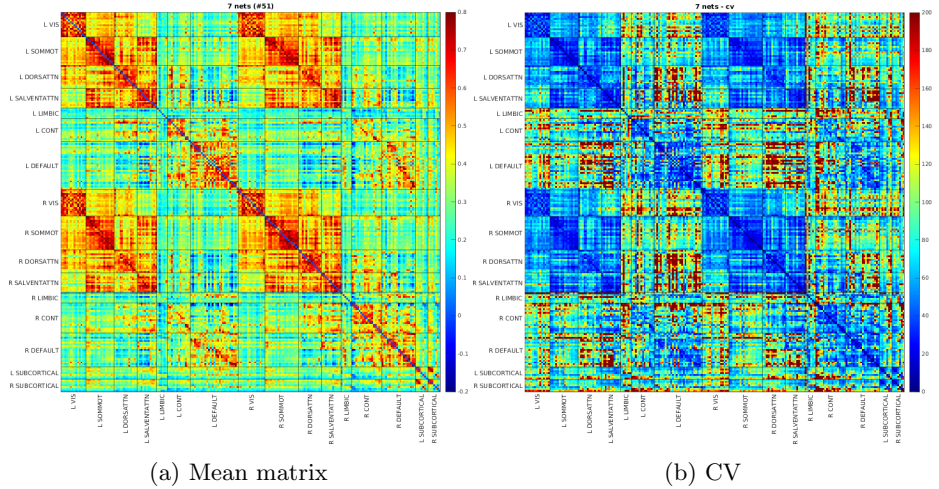 7 nets (#51)
L VIS
L SOMMOT
L DORSATTN
L SALVENTATTN
L LIMBIC
L CONT
L DEFAULT
R VIS
R SOMMOT
R DORSATTN
R SALVENTATTN
R LIMBIC
R CONT
R DEFAULT
L SUBCORTICAL
R SUBCORTICAL
L VIS
L SOMMOT
L DORSATTN
L SALVENTATTN
L LIMBIC
L CONT
L DEFAULT
R VIS
R SOMMOT
R DORSATTN
R SALVENTATTN
R LIMBIC
R CONT
R DEFAULT
L SUBCORTICAL
R SUBCORTICAL
0.8
0.7
0.6
0.5
0.4
0.3
0.2
0.1
0
-0.1
-0.2
(a) Mean matrix
7 nets - cv
L VIS
L SOMMOT
L DORSATTN
L SALVENTATTN
L LIMBIC
L CONT
L DEFAULT
R VIS
R SOMMOT
R DORSATTN
R SALVENTATTN
R LIMBIC
R CONT
R DEFAULT
L SUBCORTICAL
R SUBCORTICAL
L VIS
L SOMMOT
L DORSATTN
L SALVENTATTN
L LIMBIC
L CONT
L DEFAULT
R VIS
R SOMMOT
R DORSATTN
R SALVENTATTN
R LIMBIC
R CONT
R DEFAULT
L SUBCORTICAL
R SUBCORTICAL
200
180
160
140
120
100
80
60
40
20
0
(b) CV